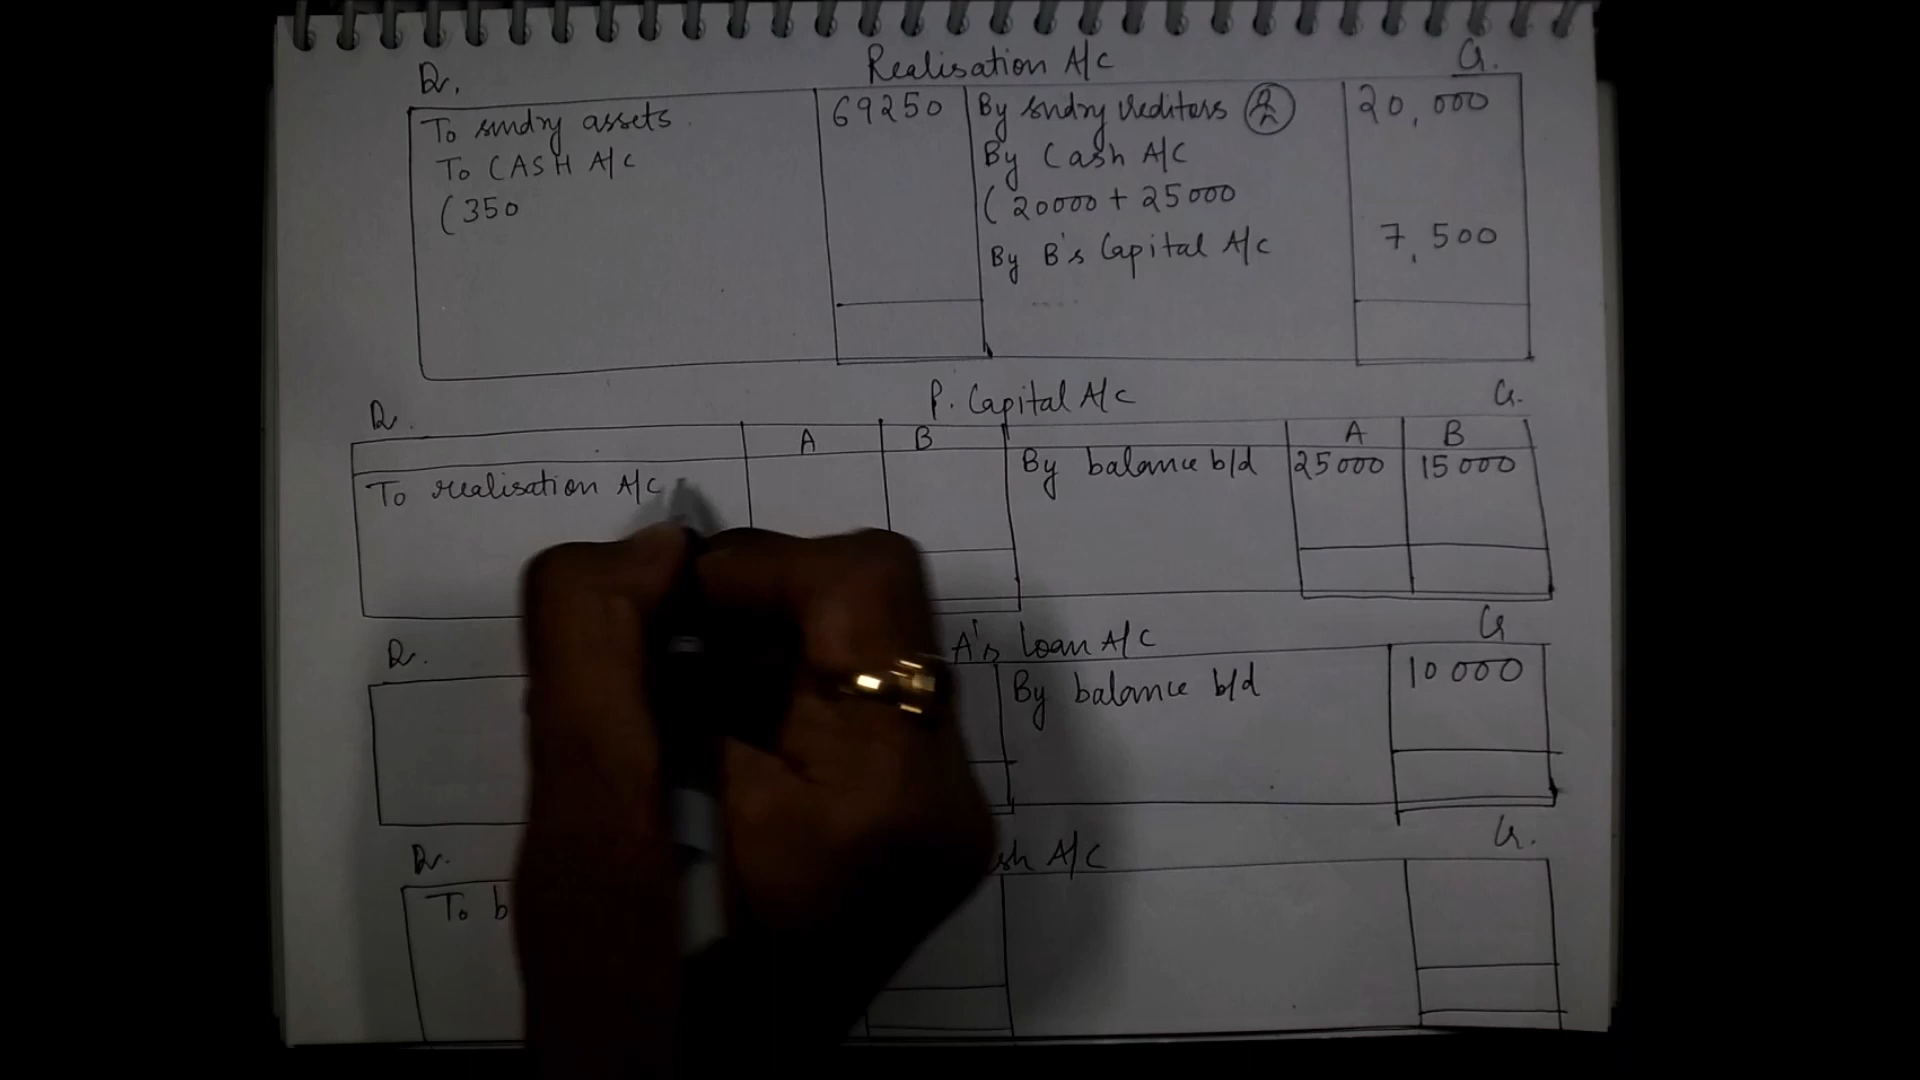 Realisation A/c
Dr. Cr.
To sundry assets 69250 By sndry creditors 20,000
To CASH A/c By Cash A/c
(350 (20000 + 25000
By B's Capital A/c 7,500
P. Capital A/c
Dr. Cr.
A B A B
To realisation A/c By balance b/d 25000 15000
A's loan A/c
Dr. Cr
By balance b/d 10000
A/c
Dr. Cr.
To